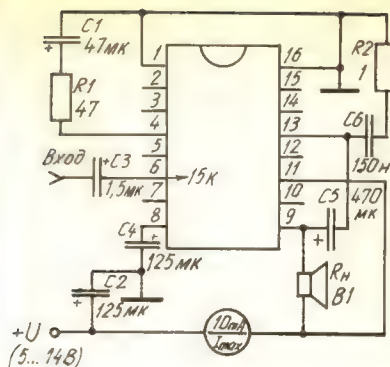 C1
47мк
R1
47
1
2
3
4
5
6
7
8
16
15
14
13
12
11
10
9
R2
1
C6
150н
Вход
C3
1,5мк
15к
470
мк
C5
C4
125мк
C2
125мк
Rн
B1
+U
(5... 14В)
10mA
Imax